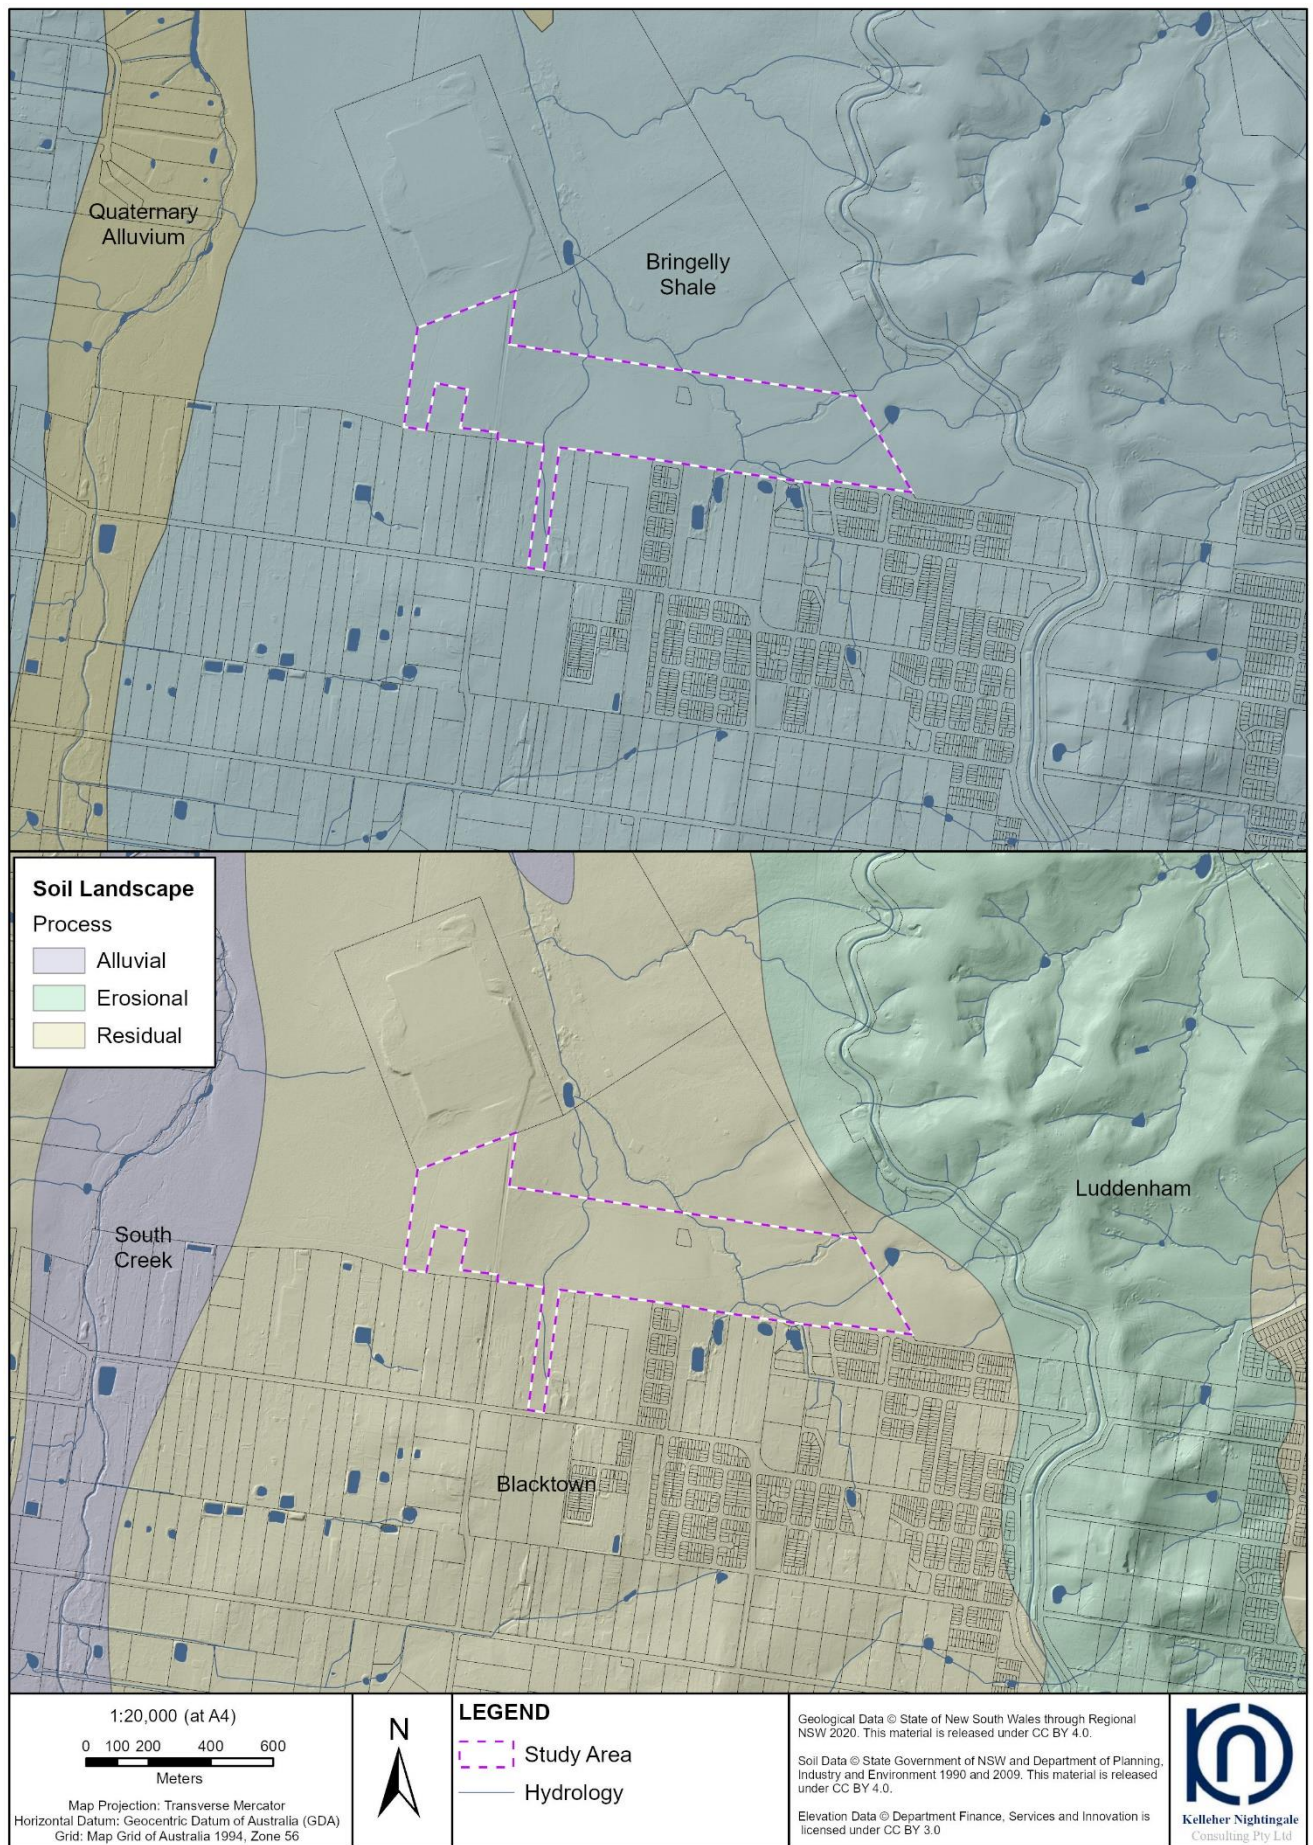 Quaternary
Alluvium
Bringelly
Shale
Soil Landscape
Process
Alluvial
Erosional
Residual
Luddenham
South
Creek
Blacktown
1:20,000 (at A4)
0 100 200 400 600
Meters
Map Projection: Transverse Mercator
Horizontal Datum: Geocentric Datum of Australia (GDA)
Grid: Map Grid of Australia 1994, Zone 56
N
LEGEND
Study Area
Hydrology
Geological Data © State of New South Wales through Regional
NSW 2020. This material is released under CC BY 4.0.
Soil Data © State Government of NSW and Department of Planning,
Industry and Environment 1990 and 2009. This material is released
under CC BY 4.0.
Elevation Data © Department Finance, Services and Innovation is
licensed under CC BY 3.0
Kelleher Nightingale
Consulting Pty Ltd